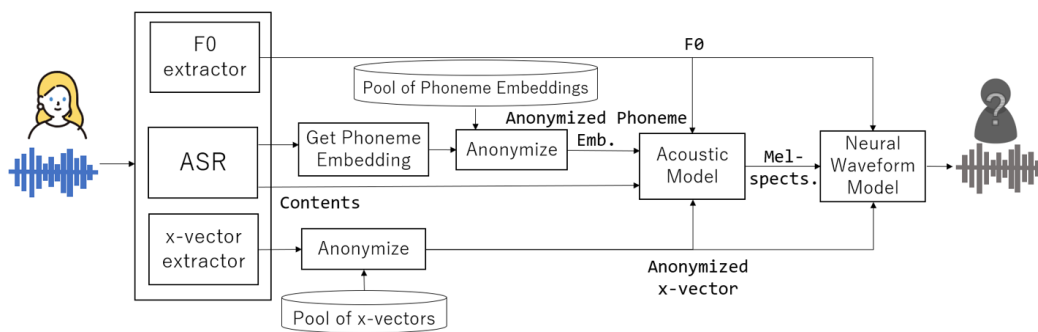 F0
extractor
F0
Pool of Phoneme Embeddings
ASR
Get Phoneme
Embedding
Anonymize
Anonymized Phoneme
Emb.
Acoustic
Model
Mel-
spects.
Neural
Waveform
Model
?
Contents
x-vector
extractor
Anonymize
Anonymized
x-vector
Pool of x-vectors